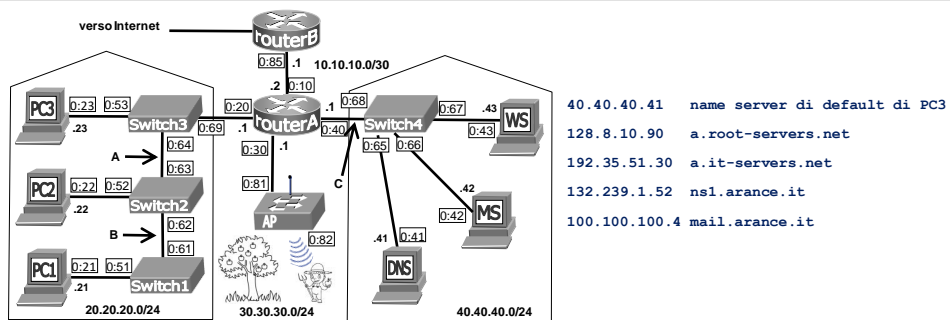 verso Internet
routerB
0:85
.1
10.10.10.0/30
.2
0:10
PC3
0:23
0:53
.23
Switch3
0:69
0:20
.1
routerA
.1
0:40
0:68
Switch4
0:67
.43
0:43
WS
0:64
A
0:63
0:30
.1
0:65
0:66
C
PC2
0:22
0:52
.22
Switch2
0:81
AP
0:82
.42
0:42
MS
B
0:62
0:61
PC1
0:21
0:51
.21
Switch1
.41
0:41
DNS
20.20.20.0/24
30.30.30.0/24
40.40.40.0/24
40.40.40.41 name server di default di PC3
128.8.10.90 a.root-servers.net
192.35.51.30 a.it-servers.net
132.239.1.52 ns1.arance.it
100.100.100.4 mail.arance.it